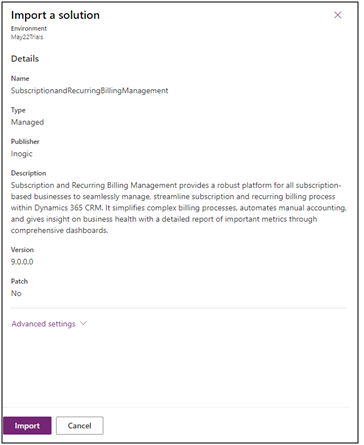 Import a solution
Environment
May22Trials
Details
Name
SubscriptionandRecurringBillingManagement
Type
Managed
Publisher
Inogic
Description
Subscription and Recurring Billing Management provides a robust platform for all subscription-
based businesses to seamlessly manage, streamline subscription and recurring billing process
within Dynamics 365 CRM. It simplifies complex billing processes, automates manual accounting,
and gives insight on business health with a detailed report of important metrics through
comprehensive dashboards.
Version
9.0.0.0
Patch
No
Advanced settings
Import
Cancel